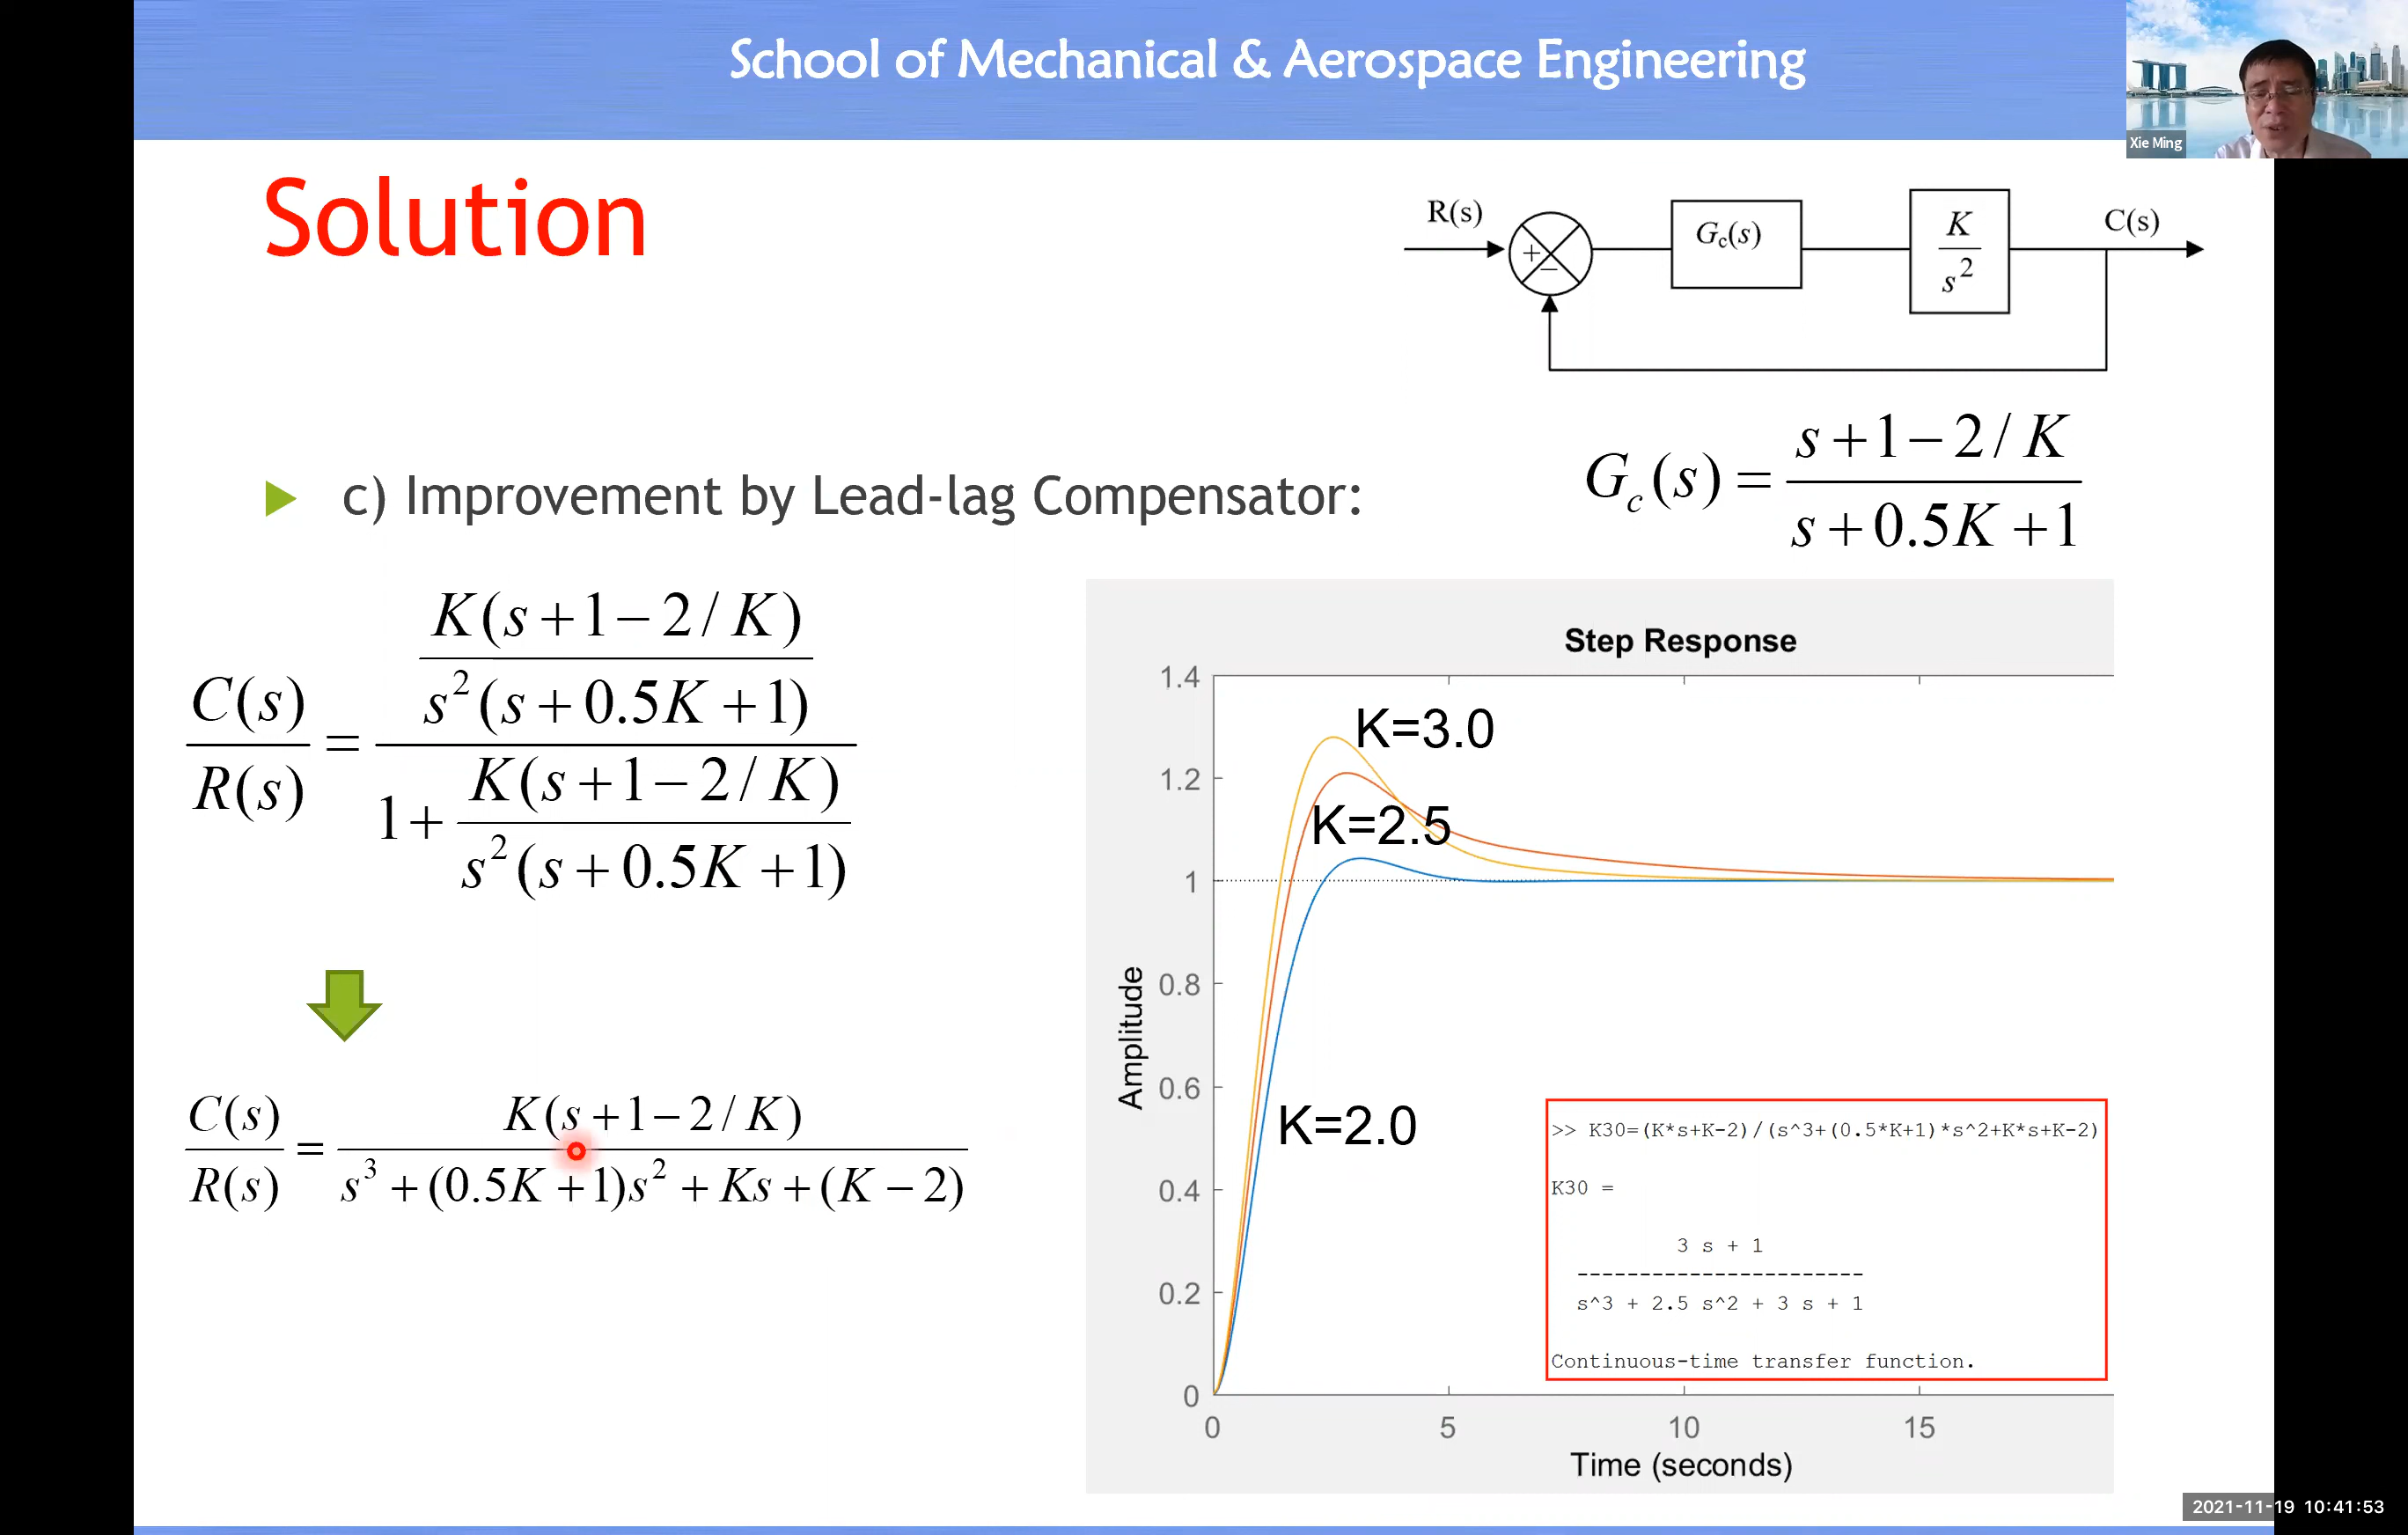 School of Mechanical & Aerospace Engineering
Xie Ming
Solution
R(s)
+
−
G_c(s)
K
s^2
C(s)
c) Improvement by Lead-lag Compensator:
G_c(s) = (s+1−2/K) / (s+0.5K+1)
C(s)/R(s) = [K(s+1−2/K) / s^2(s+0.5K+1)] / [1+ K(s+1−2/K) / s^2(s+0.5K+1)]
C(s)/R(s) = K(s+1−2/K) / (s^3+(0.5K+1)s^2+Ks+(K−2))
Step Response
1.4
1.2
1
0.8
0.6
0.4
0.2
0
Amplitude
K=3.0
K=2.5
K=2.0
>> K30=(K*s+K-2)/(s^3+(0.5*K+1)*s^2+K*s+K-2)
K30 =
3 s + 1
-----------------------
s^3 + 2.5 s^2 + 3 s + 1
Continuous-time transfer function.
0 5 10 15
Time (seconds)
2021-11-19 10:41:53